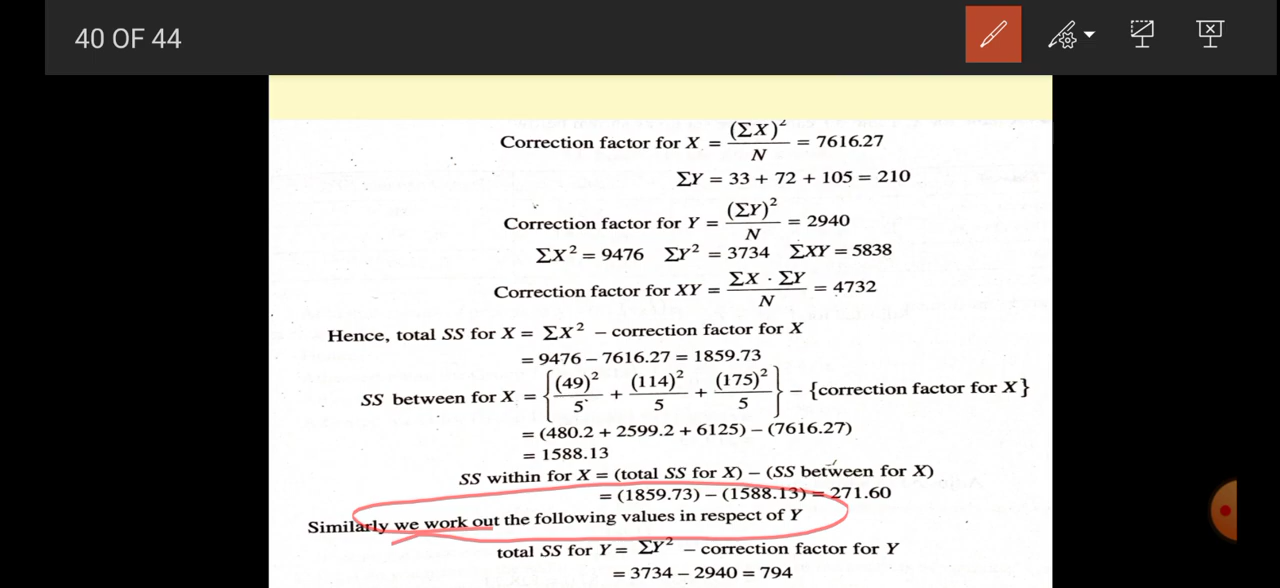 40 OF 44
Correction factor for X = (ΣX)² / N = 7616.27
ΣY = 33 + 72 + 105 = 210
Correction factor for Y = (ΣY)² / N = 2940
ΣX² = 9476 ΣY² = 3734 ΣXY = 5838
Correction factor for XY = ΣX · ΣY / N = 4732
Hence, total SS for X = ΣX² – correction factor for X
= 9476 – 7616.27 = 1859.73
SS between for X = {(49)² / 5 + (114)² / 5 + (175)² / 5} – {correction factor for X}
= (480.2 + 2599.2 + 6125) – (7616.27)
= 1588.13
SS within for X = (total SS for X) – (SS between for X)
= (1859.73) – (1588.13) = 271.60
Similarly we work out the following values in respect of Y
total SS for Y = ΣY² – correction factor for Y
= 3734 – 2940 = 794